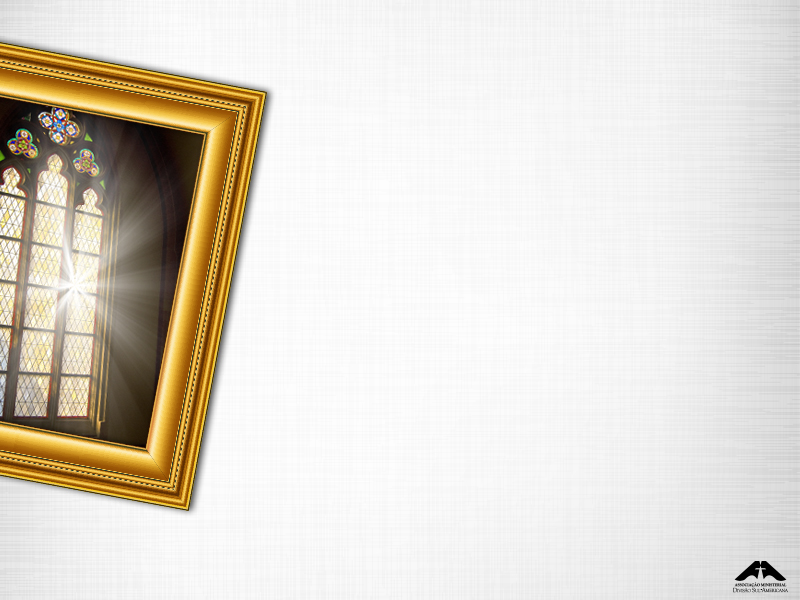 ASSOCIAÇÃO MINISTERIAL
DIVISÃO SUL-AMERICANA